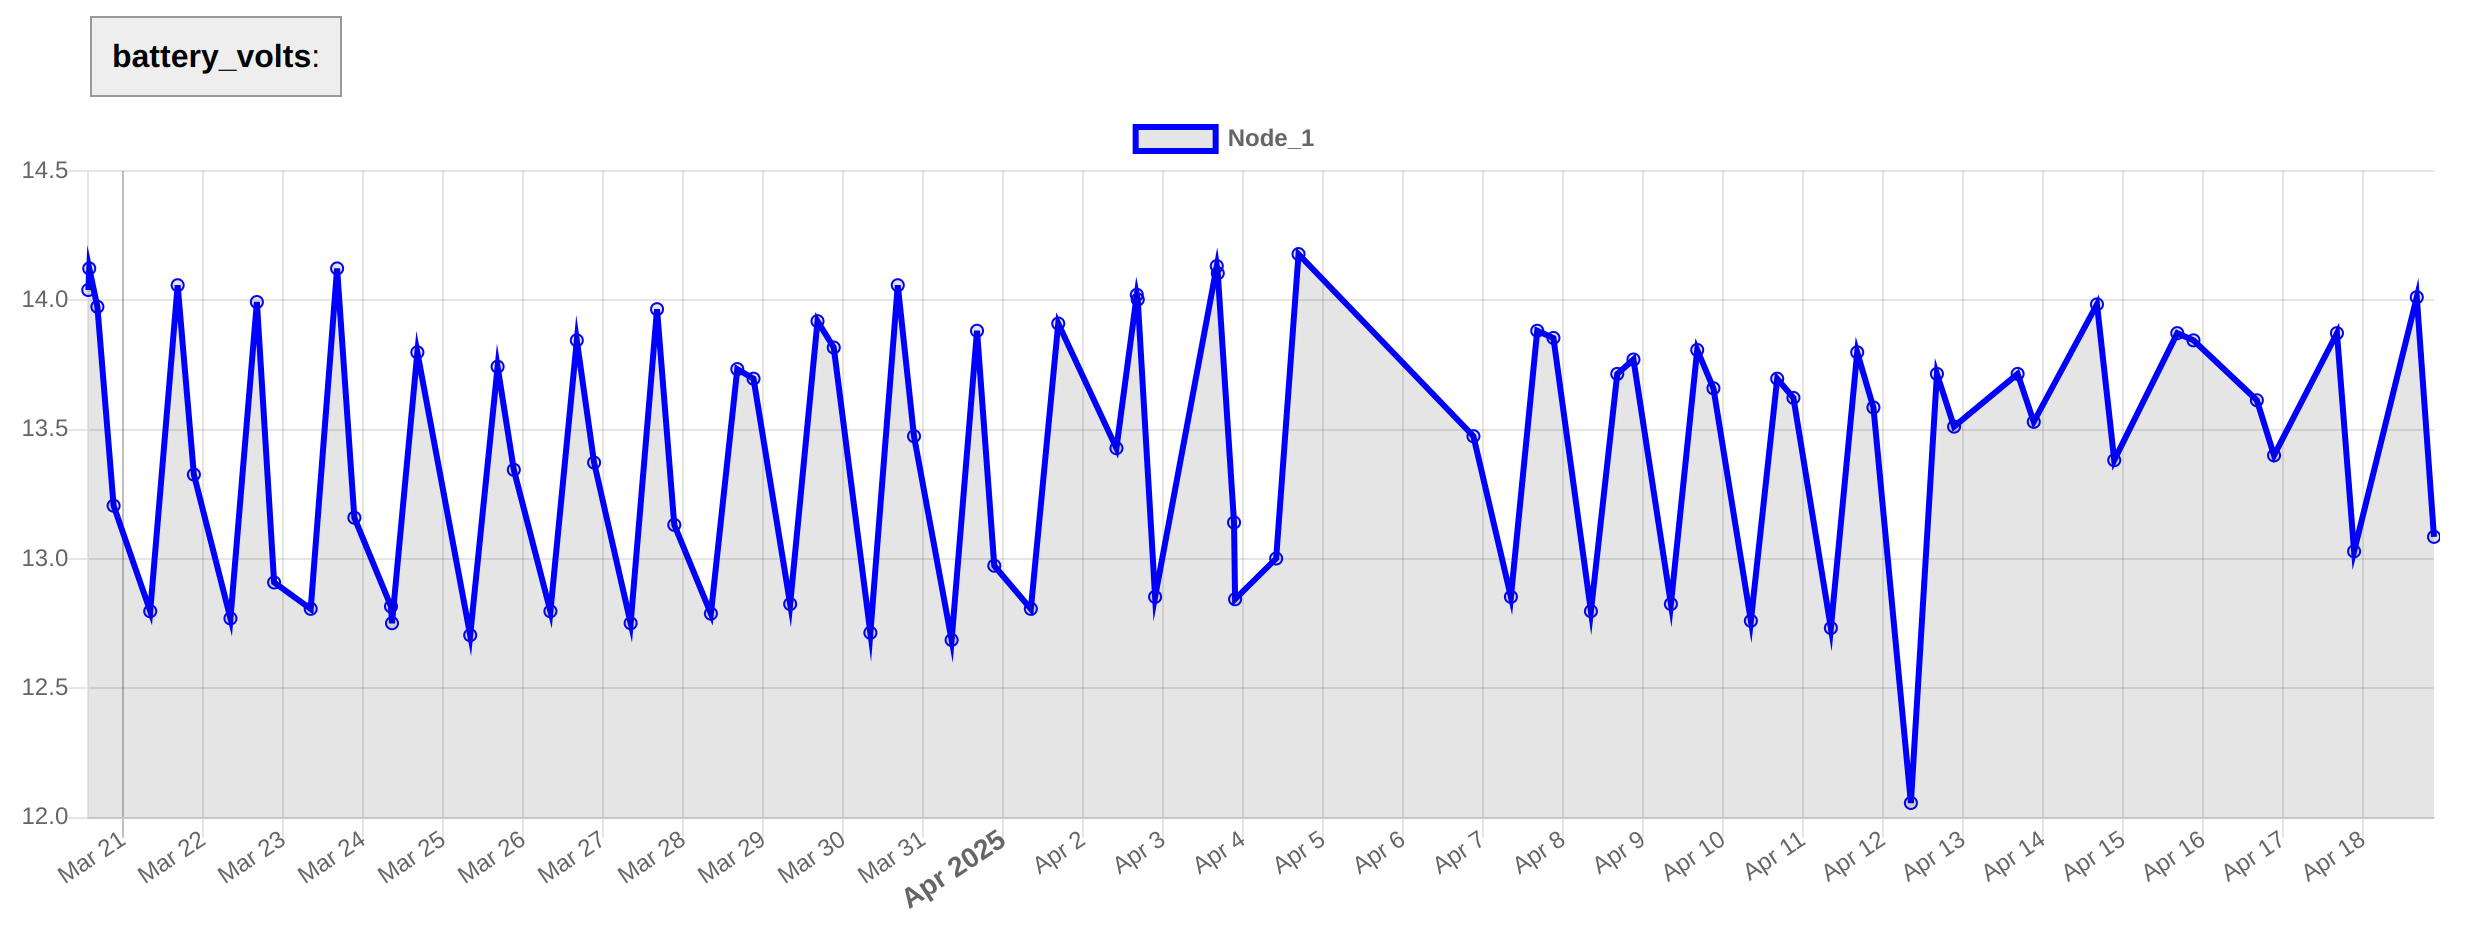 battery_volts:
Node_1
14.5
14.0
13.5
13.0
12.5
12.0
Mar 21
Mar 22
Mar 23
Mar 24
Mar 25
Mar 26
Mar 27
Mar 28
Mar 29
Mar 30
Mar 31
Apr 2025
Apr 2
Apr 3
Apr 4
Apr 5
Apr 6
Apr 7
Apr 8
Apr 9
Apr 10
Apr 11
Apr 12
Apr 13
Apr 14
Apr 15
Apr 16
Apr 17
Apr 18